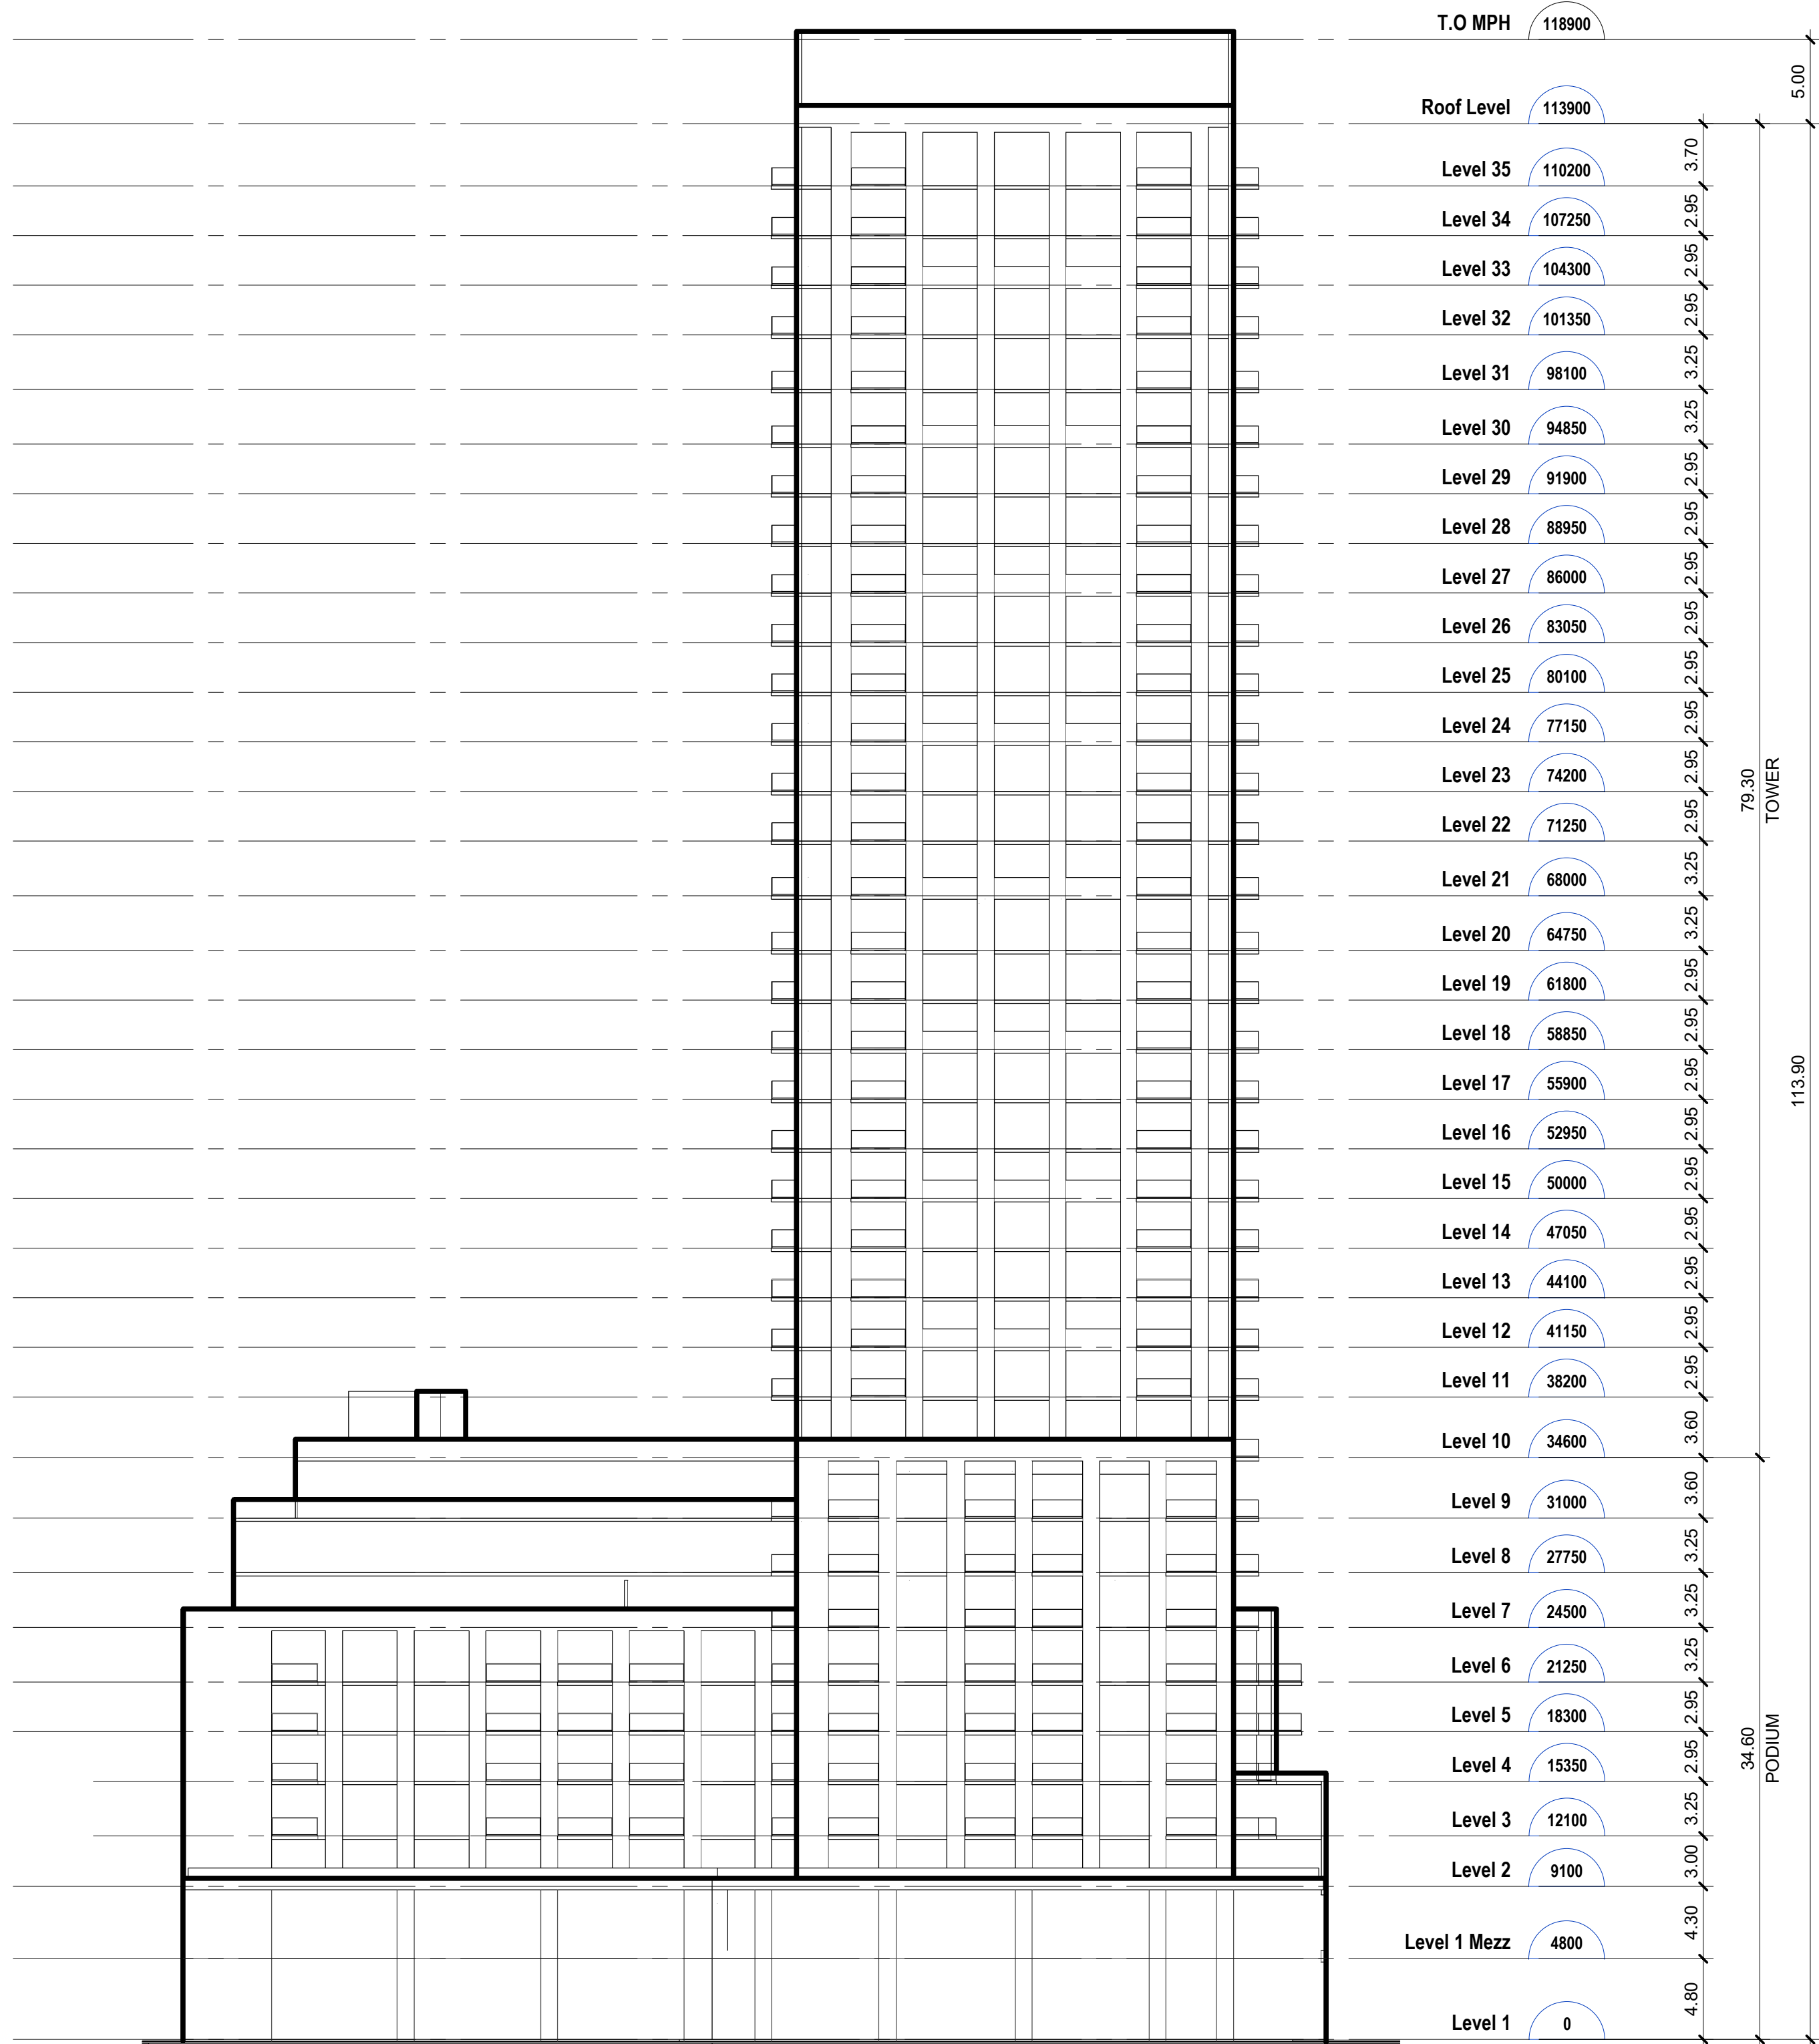 T.O MPH 118900
5.00
Roof Level 113900
3.70
Level 35 110200
2.95
Level 34 107250
2.95
Level 33 104300
2.95
Level 32 101350
3.25
Level 31 98100
3.25
Level 30 94850
2.95
Level 29 91900
2.95
Level 28 88950
2.95
Level 27 86000
2.95
Level 26 83050
2.95
Level 25 80100
2.95
Level 24 77150
2.95
Level 23 74200
79.30
TOWER
2.95
Level 22 71250
3.25
Level 21 68000
3.25
Level 20 64750
2.95
Level 19 61800
2.95
Level 18 58850
2.95
Level 17 55900
113.90
2.95
Level 16 52950
2.95
Level 15 50000
2.95
Level 14 47050
2.95
Level 13 44100
2.95
Level 12 41150
2.95
Level 11 38200
3.60
Level 10 34600
3.60
Level 9 31000
3.25
Level 8 27750
3.25
Level 7 24500
3.25
Level 6 21250
2.95
Level 5 18300
34.60
PODIUM
2.95
Level 4 15350
3.25
Level 3 12100
3.00
Level 2 9100
4.30
Level 1 Mezz 4800
4.80
Level 1 0